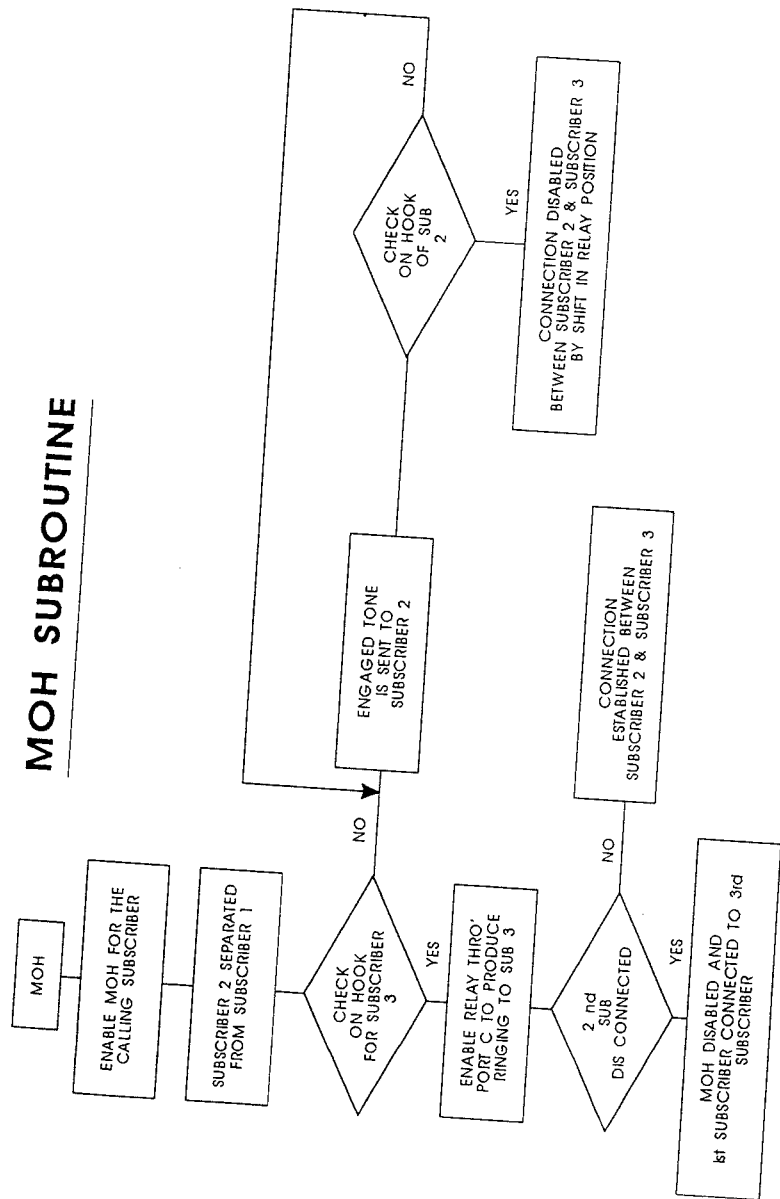 MOH SUBROUTINE
MOH
ENABLE MOH FOR THE
CALLING SUBSCRIBER
SUBSCRIBER 2 SEPARATED
FROM SUBSCRIBER 1
CHECK
ON HOOK
FOR SUBSCRIBER
3
NO
YES
ENGAGED TONE
IS SENT TO
SUBSCRIBER 2
CHECK
ON HOOK
OF SUB
2
NO
YES
CONNECTION DISABLED
BETWEEN SUBSCRIBER 2 & SUBSCRIBER 3
BY SHIFT IN RELAY POSITION
ENABLE RELAY THRO'
PORT C TO PRODUCE
RINGING TO SUB 3
2 nd
SUB
DIS CONNECTED
NO
YES
CONNECTION
ESTABLISHED BETWEEN
SUBSCRIBER 2 & SUBSCRIBER 3
MOH DISABLED AND
1st SUBSCRIBER CONNECTED TO 3rd
SUBSCRIBER